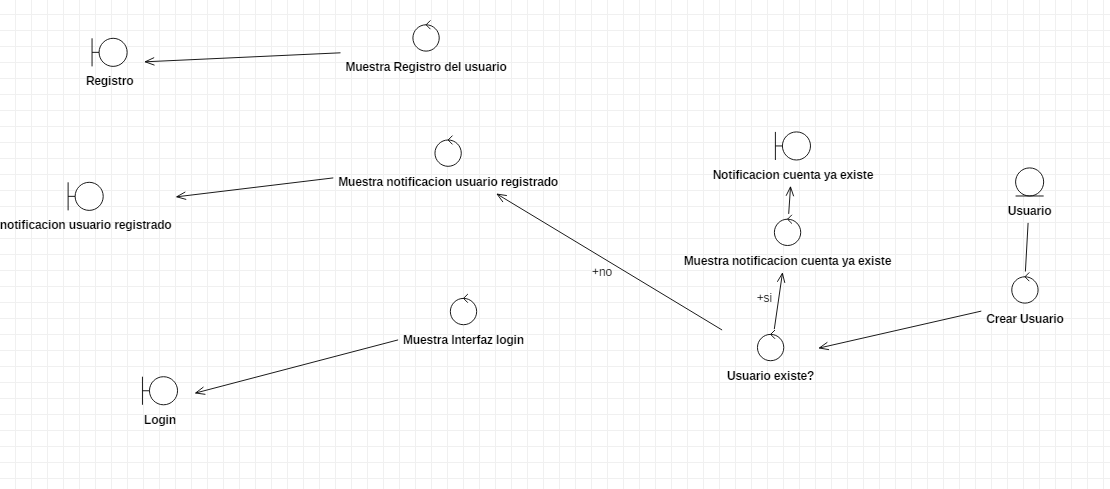 Muestra Registro del usuario
Registro
Notificacion cuenta ya existe
Muestra notificacion usuario registrado
Usuario
notificacion usuario registrado
Muestra notificacion cuenta ya existe
+no
+si
Crear Usuario
Muestra Interfaz login
Usuario existe?
Login